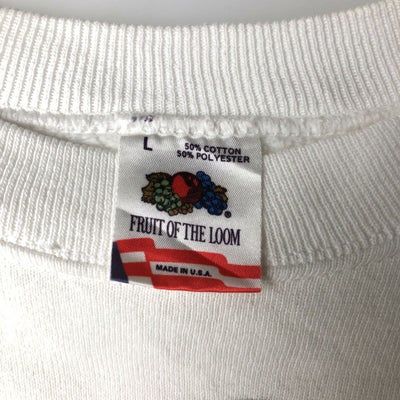 L
50% COTTON
50% POLYESTER
®
FRUIT OF THE LOOM
MADE IN U.S.A.